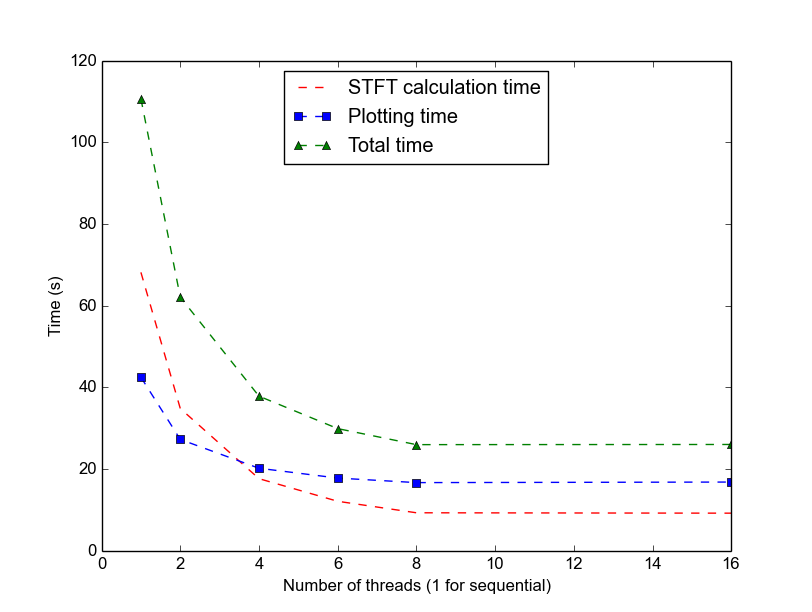 120
100
80
60
40
20
0
Time (s)
STFT calculation time
Plotting time
Total time
0 2 4 6 8 10 12 14 16
Number of threads (1 for sequential)